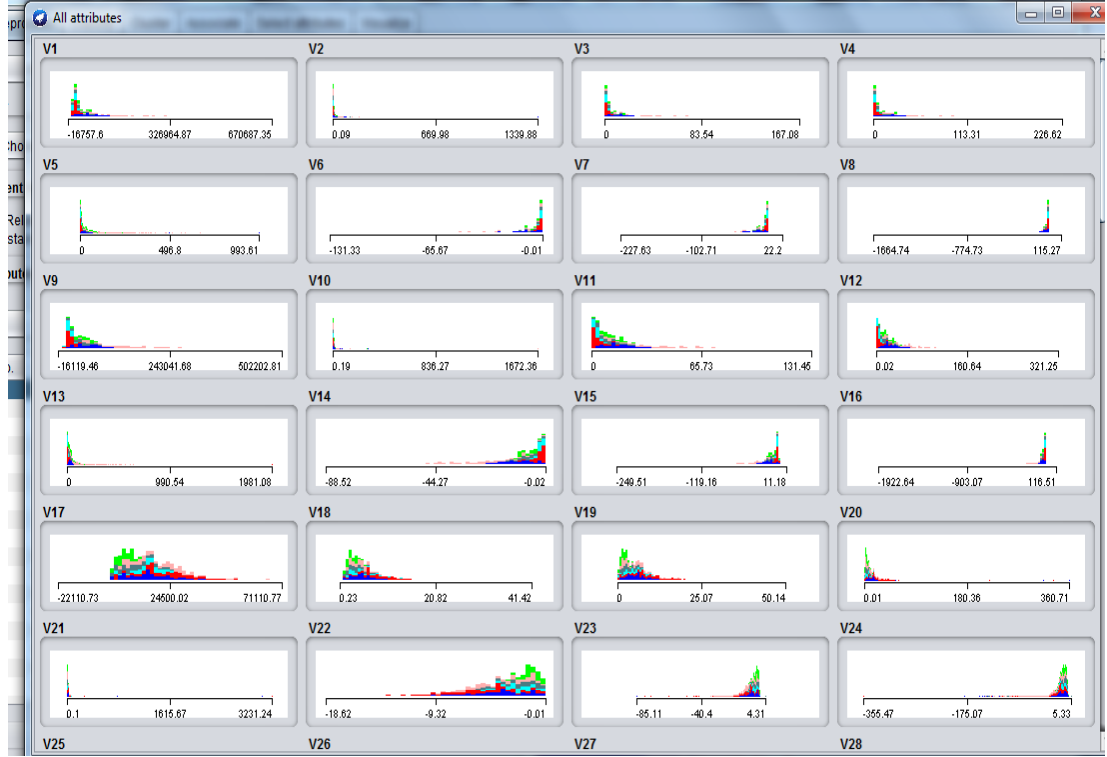 All attributes
V1 V2 V3 V4
-16757.6 326964.87 670687.35 0.09 669.98 1339.88 0 83.54 167.08 0 113.31 226.62
V5 V6 V7 V8
0 496.8 993.61 -131.33 -65.67 -0.01 -227.63 -102.71 22.2 -1664.74 -774.73 115.27
V9 V10 V11 V12
-16119.46 243041.68 502202.81 0.19 836.27 1672.36 0 65.73 131.46 0.02 160.64 321.25
V13 V14 V15 V16
0 990.54 1981.08 -88.52 -44.27 -0.02 -249.51 -119.16 11.18 -1922.64 -903.07 116.51
V17 V18 V19 V20
-22110.73 24500.02 71110.77 0.23 20.82 41.42 0 25.07 50.14 0.01 180.36 360.71
V21 V22 V23 V24
0.1 1615.67 3231.24 -18.62 -9.32 -0.01 -85.11 -40.4 4.31 -355.47 -175.07 5.33
V25 V26 V27 V28